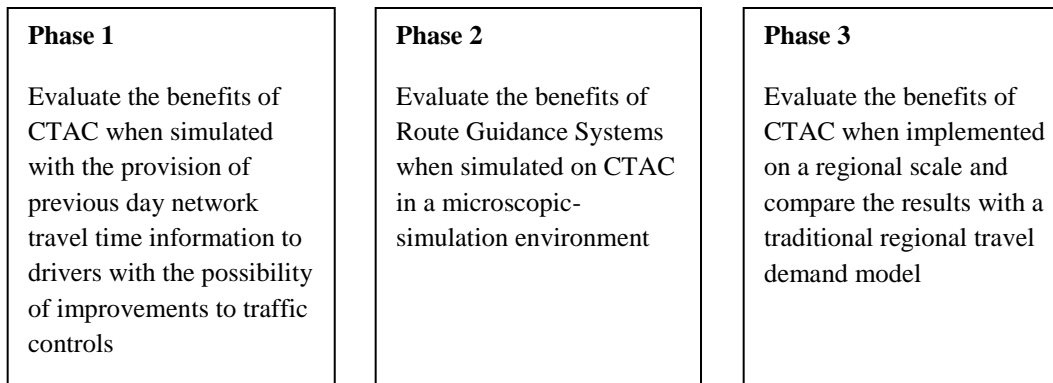 Phase 1
Evaluate the benefits of
CTAC when simulated
with the provision of
previous day network
travel time information to
drivers with the possibility
of improvements to traffic
controls
Phase 2
Evaluate the benefits of
Route Guidance Systems
when simulated on CTAC
in a microscopic-
simulation environment
Phase 3
Evaluate the benefits of
CTAC when implemented
on a regional scale and
compare the results with a
traditional regional travel
demand model